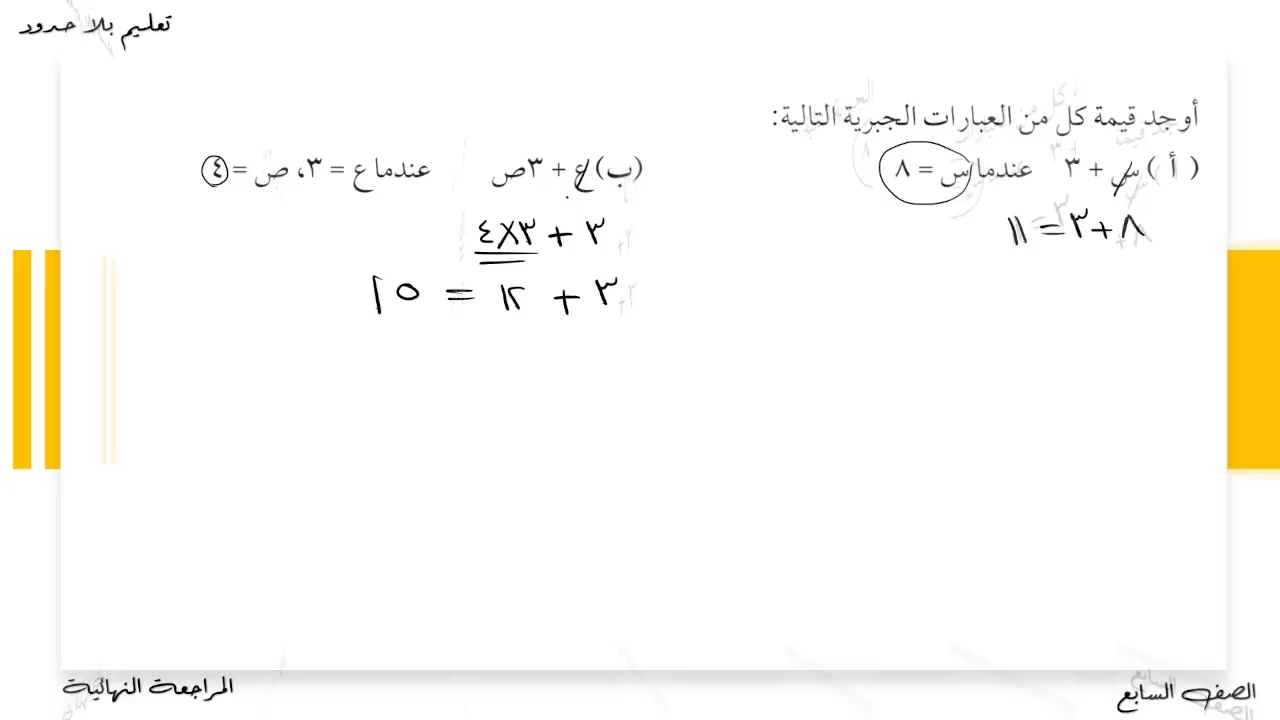 تعليم بلا حدود
أوجد قيمة كل من العبارات الجبرية التالية:
( أ ) س + ٣ عندما س = ٨
٨ + ٣ = ١١
(ب) ع + ٣ص عندما ع = ٣، ص = ٤
٣ + ٣×٤
٣ + ١٢ = ١٥
الصف السابع
المراجعة النهائية